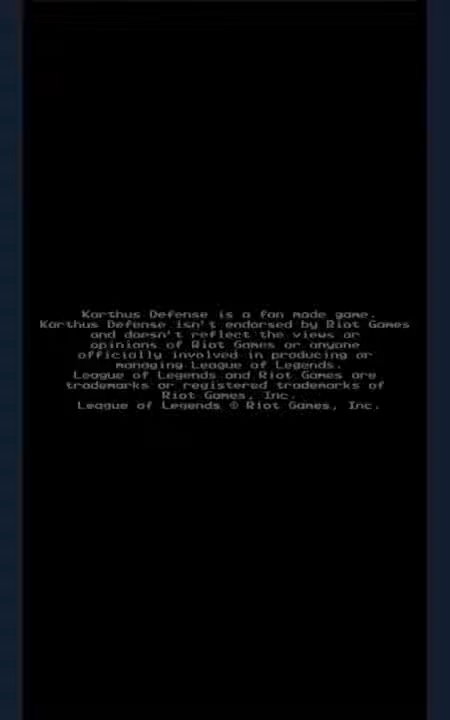 Karthus Defense is a fan made game.
Karthus Defense isn't endorsed by Riot Games
and doesn't reflect the views or
opinions of Riot Games or anyone
officially involved in producing or
managing League of Legends.
League of Legends and Riot Games are
trademarks or registered trademarks of
Riot Games, Inc.
League of Legends © Riot Games, Inc.